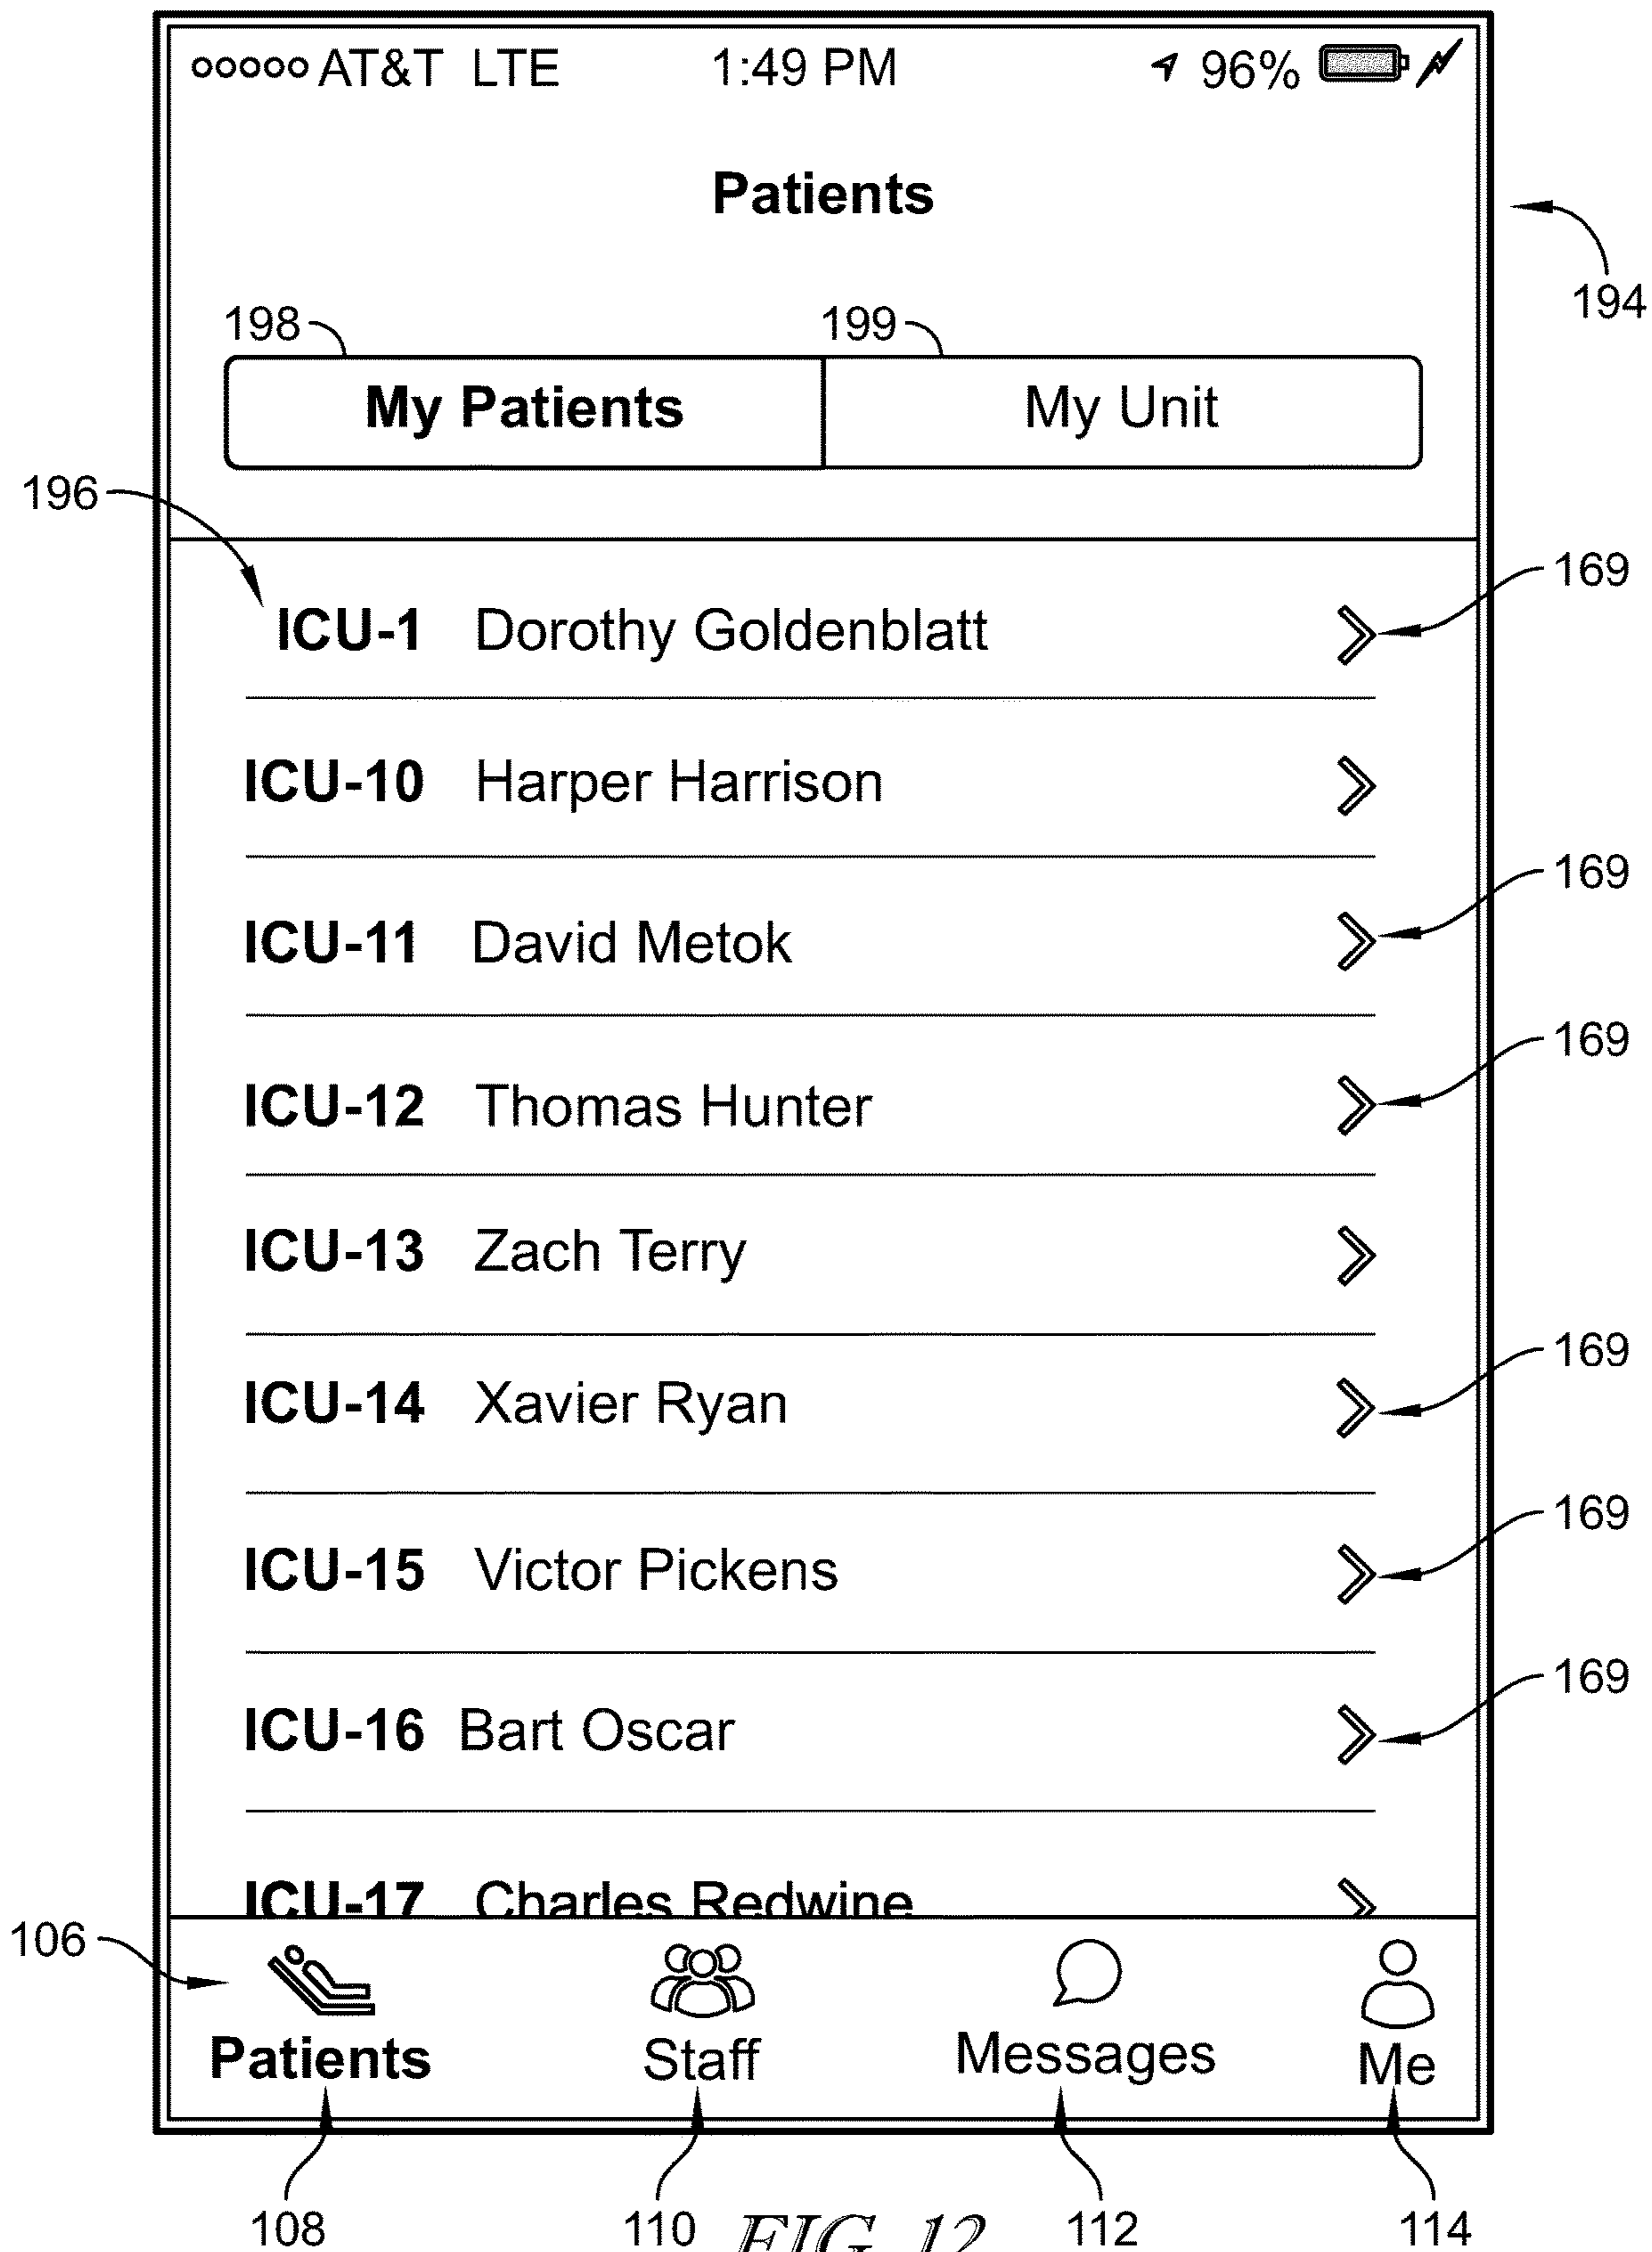 AT&T LTE 1:49 PM 96%
Patients
194
198 199
My Patients My Unit
196
169
ICU-1 Dorothy Goldenblatt
ICU-10 Harper Harrison
169
ICU-11 David Metok
169
ICU-12 Thomas Hunter
ICU-13 Zach Terry
169
ICU-14 Xavier Ryan
169
ICU-15 Victor Pickens
169
ICU-16 Bart Oscar
ICU-17 Charles Redwine
106
Patients Staff Messages Me
108 110 112 114
FIG. 12